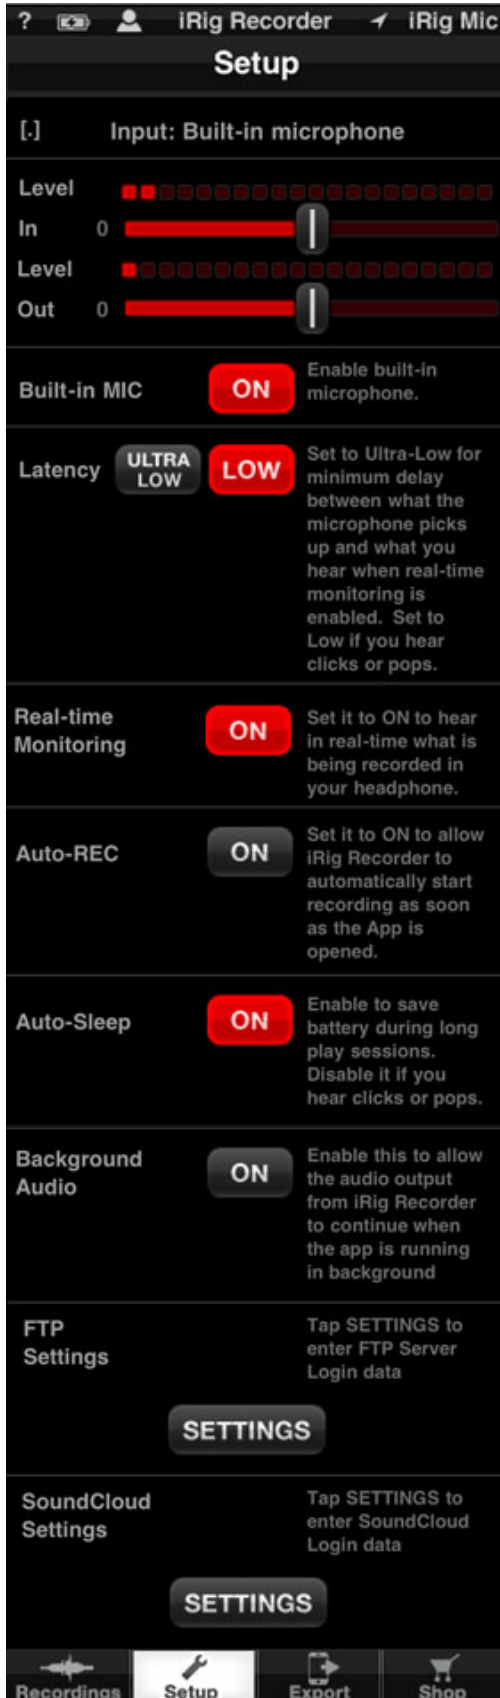 ? iRig Recorder iRig Mic
Setup
[.] Input: Built-in microphone
Level
In 0
Level
Out 0
Built-in MIC ON Enable built-in
microphone.
Latency ULTRA
LOW LOW Set to Ultra-Low for
minimum delay
between what the
microphone picks
up and what you
hear when real-time
monitoring is
enabled. Set to
Low if you hear
clicks or pops.
Real-time
Monitoring ON Set it to ON to hear
in real-time what is
being recorded in
your headphone.
Auto-REC ON Set it to ON to allow
iRig Recorder to
automatically start
recording as soon
as the App is
opened.
Auto-Sleep ON Enable to save
battery during long
play sessions.
Disable it if you
hear clicks or pops.
Background
Audio ON Enable this to allow
the audio output
from iRig Recorder
to continue when
the app is running
in background
FTP
Settings Tap SETTINGS to
enter FTP Server
Login data
SETTINGS
SoundCloud
Settings Tap SETTINGS to
enter SoundCloud
Login data
SETTINGS
Recordings Setup Export Shop